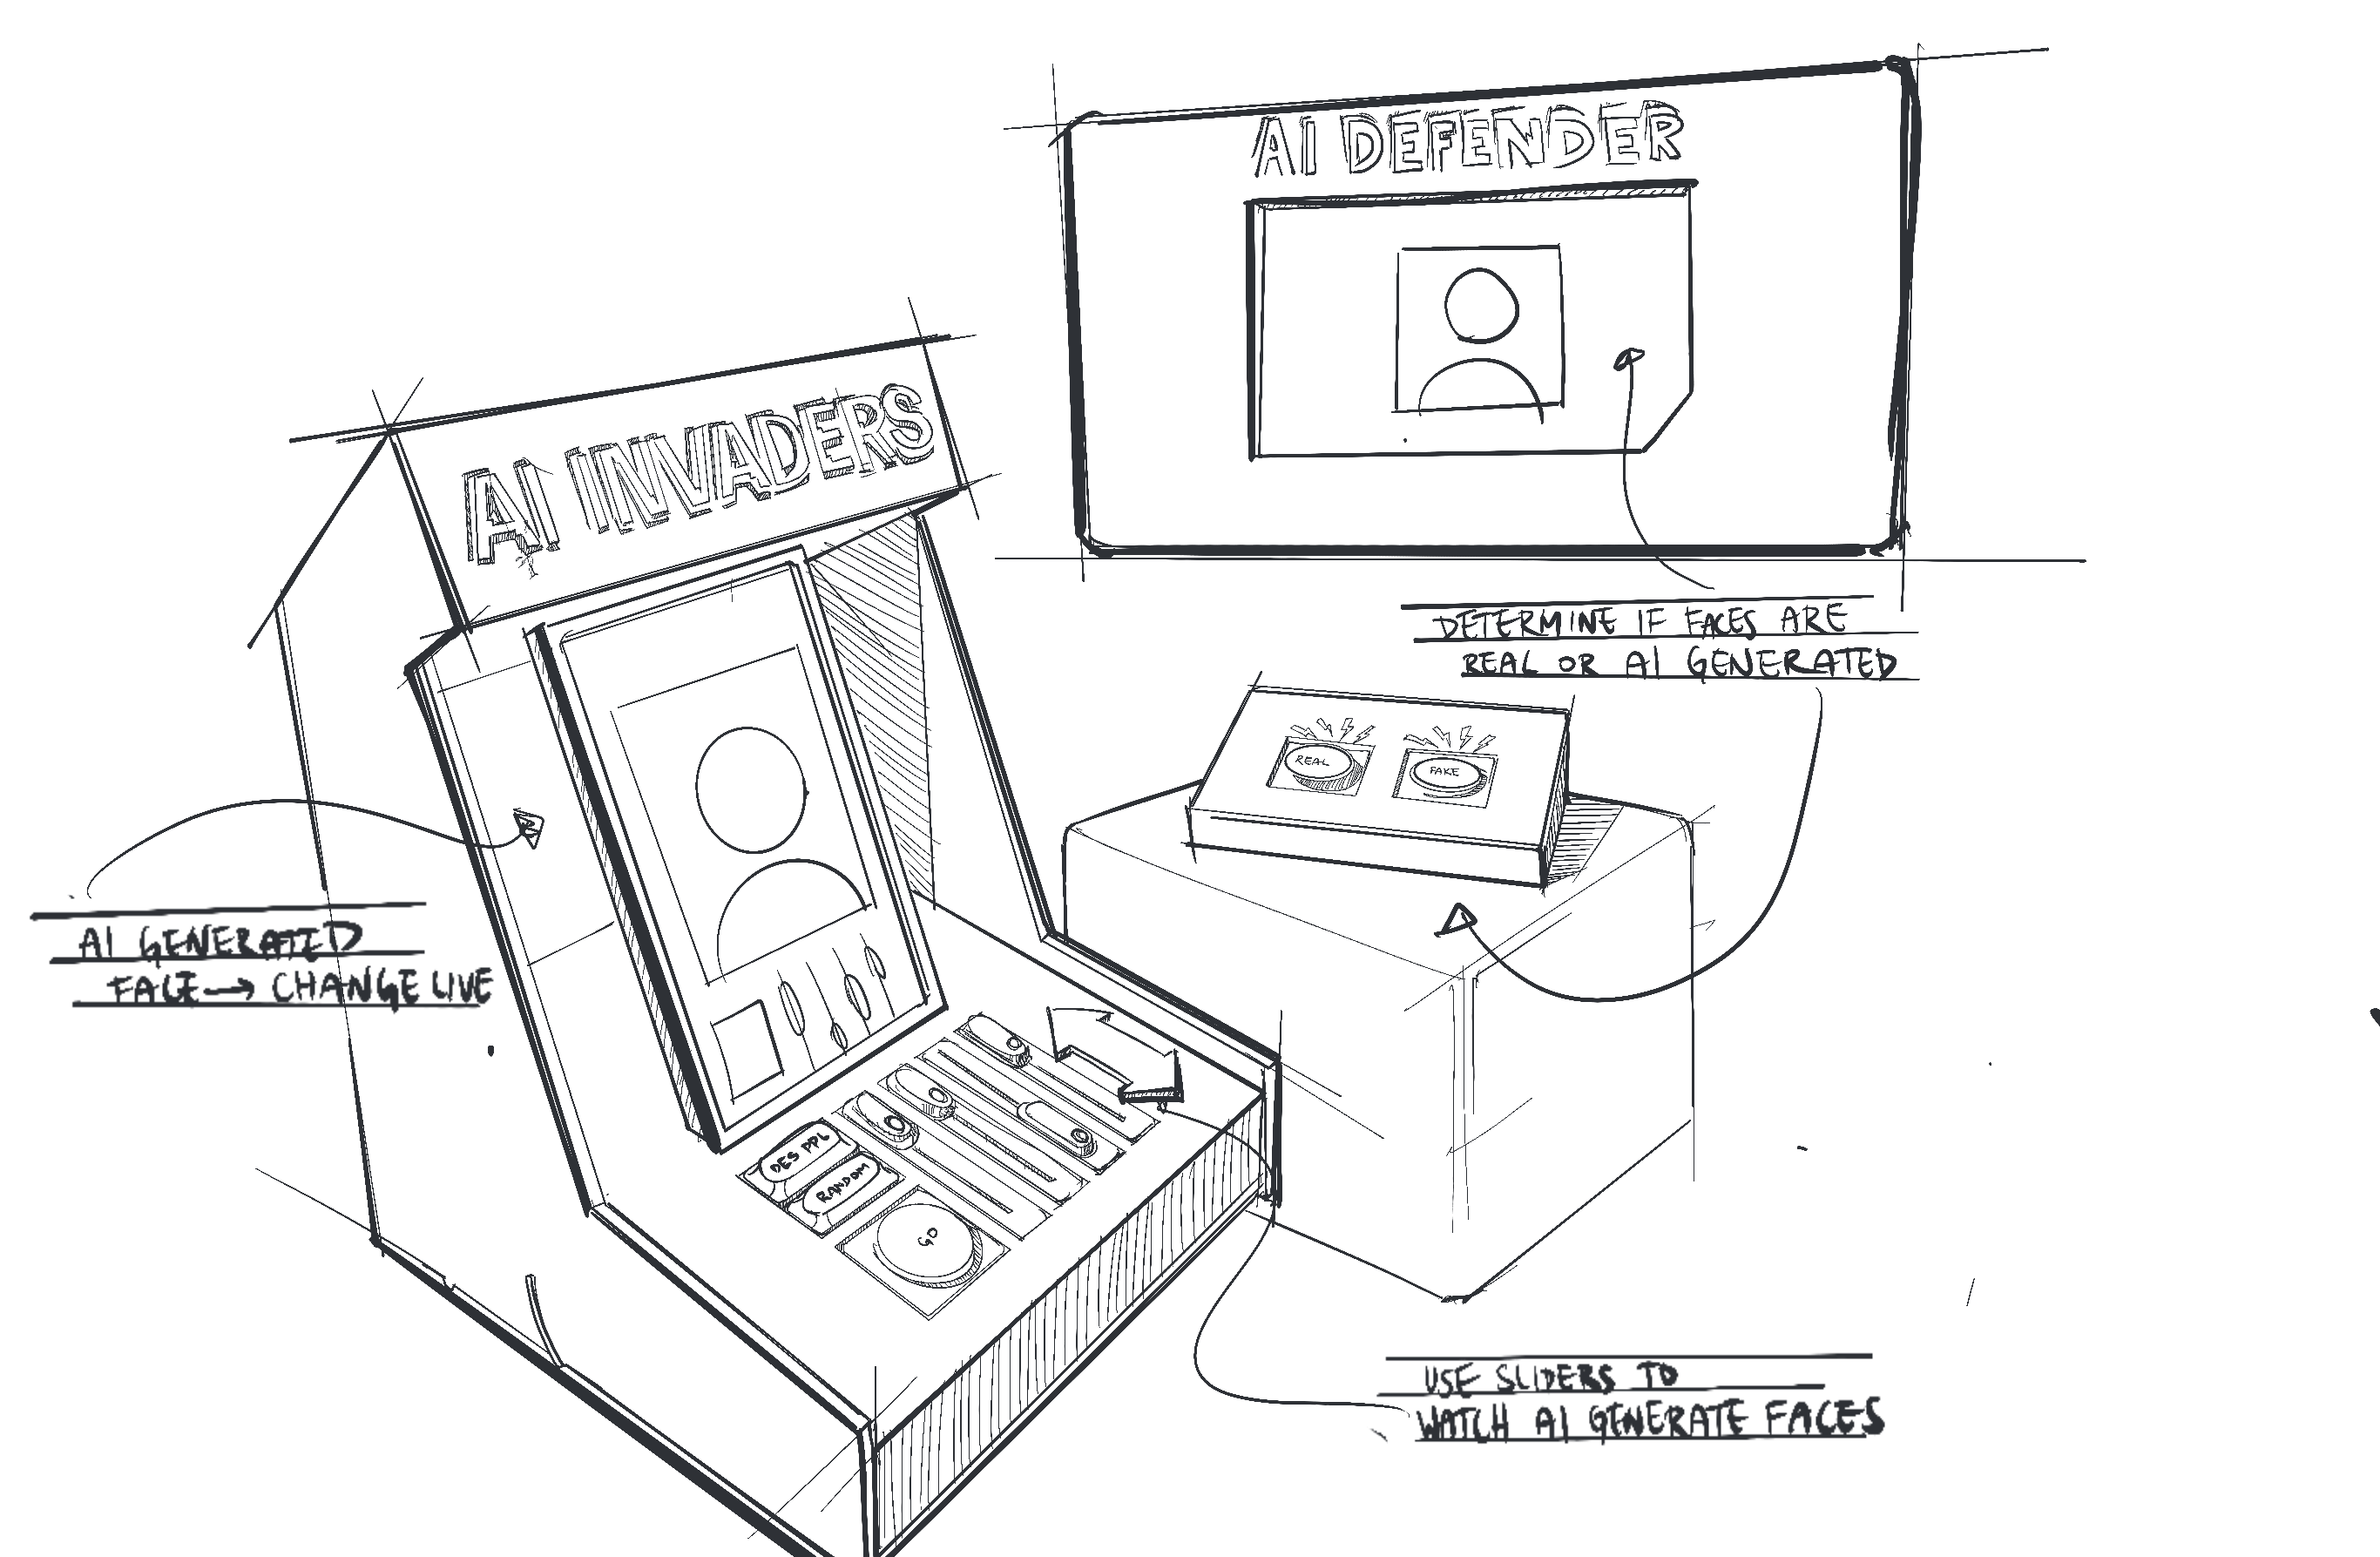 AI DEFENDER
AI INVADERS
DETERMINE IF FACES ARE
REAL OR AI GENERATED
REAL
FAKE
AI GENERATED
FACE → CHANGE LIVE
DES PPL
RANDOM
GO
USE SLIDERS TO
WATCH AI GENERATE FACES